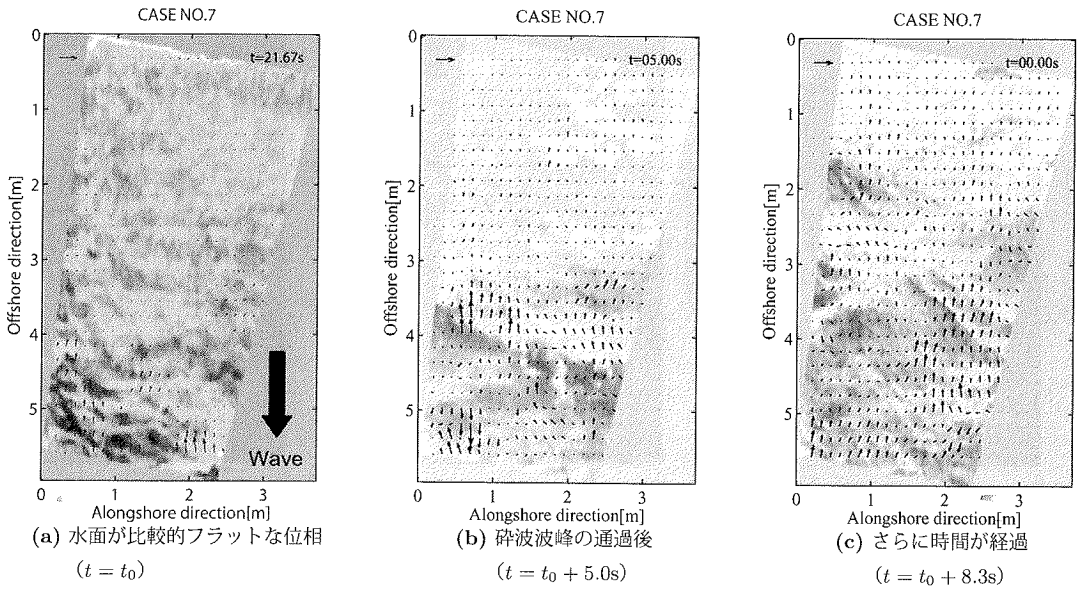 CASE NO.7
t=21.67s
0
1
2
3
4
5
Offshore direction[m]
Wave
0
1
2
3
Alongshore direction[m]
(a) 水面が比較的フラットな位相
(t = t0)
CASE NO.7
t=05.00s
0
1
2
3
4
5
Offshore direction[m]
0
1
2
3
Alongshore direction[m]
(b) 砕波波峰の通過後
(t = t0 + 5.0s)
CASE NO.7
t=00.00s
0
1
2
3
4
5
Offshore direction[m]
0
1
2
3
Alongshore direction[m]
(c) さらに時間が経過
(t = t0 + 8.3s)